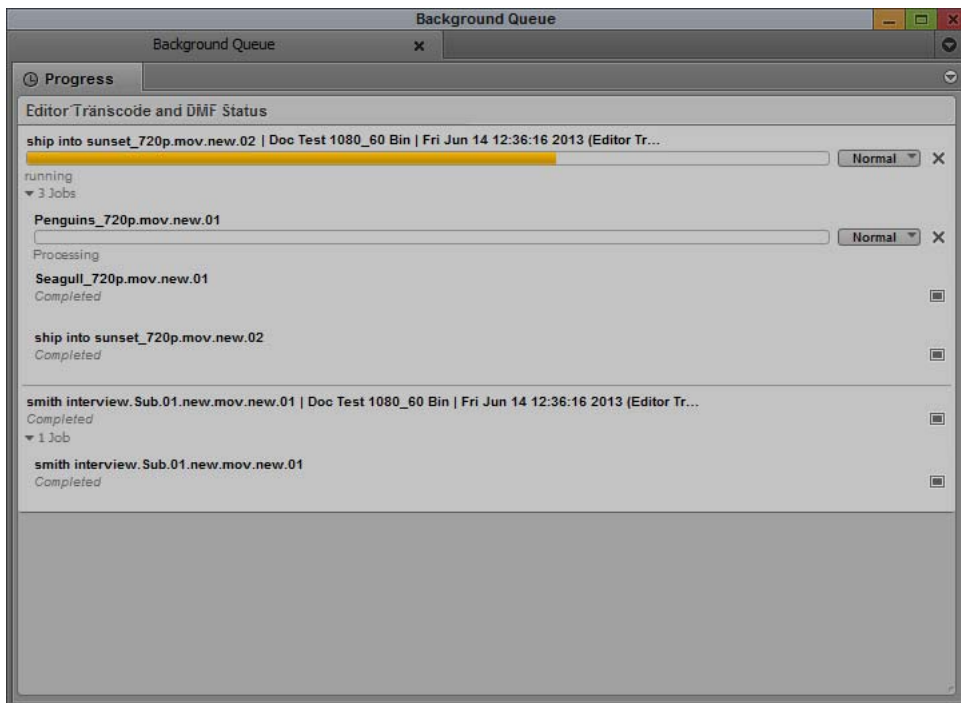 Background Queue
Background Queue
Progress
Editor Transcode and DMF Status
ship into sunset_720p.mov.new.02 | Doc Test 1080_60 Bin | Fri Jun 14 12:36:16 2013 (Editor Tr...
Normal
running
3 Jobs
Penguins_720p.mov.new.01
Normal
Processing
Seagull_720p.mov.new.01
Completed
ship into sunset_720p.mov.new.02
Completed
smith interview.Sub.01.new.mov.new.01 | Doc Test 1080_60 Bin | Fri Jun 14 12:36:16 2013 (Editor Tr...
Completed
1 Job
smith interview.Sub.01.new.mov.new.01
Completed